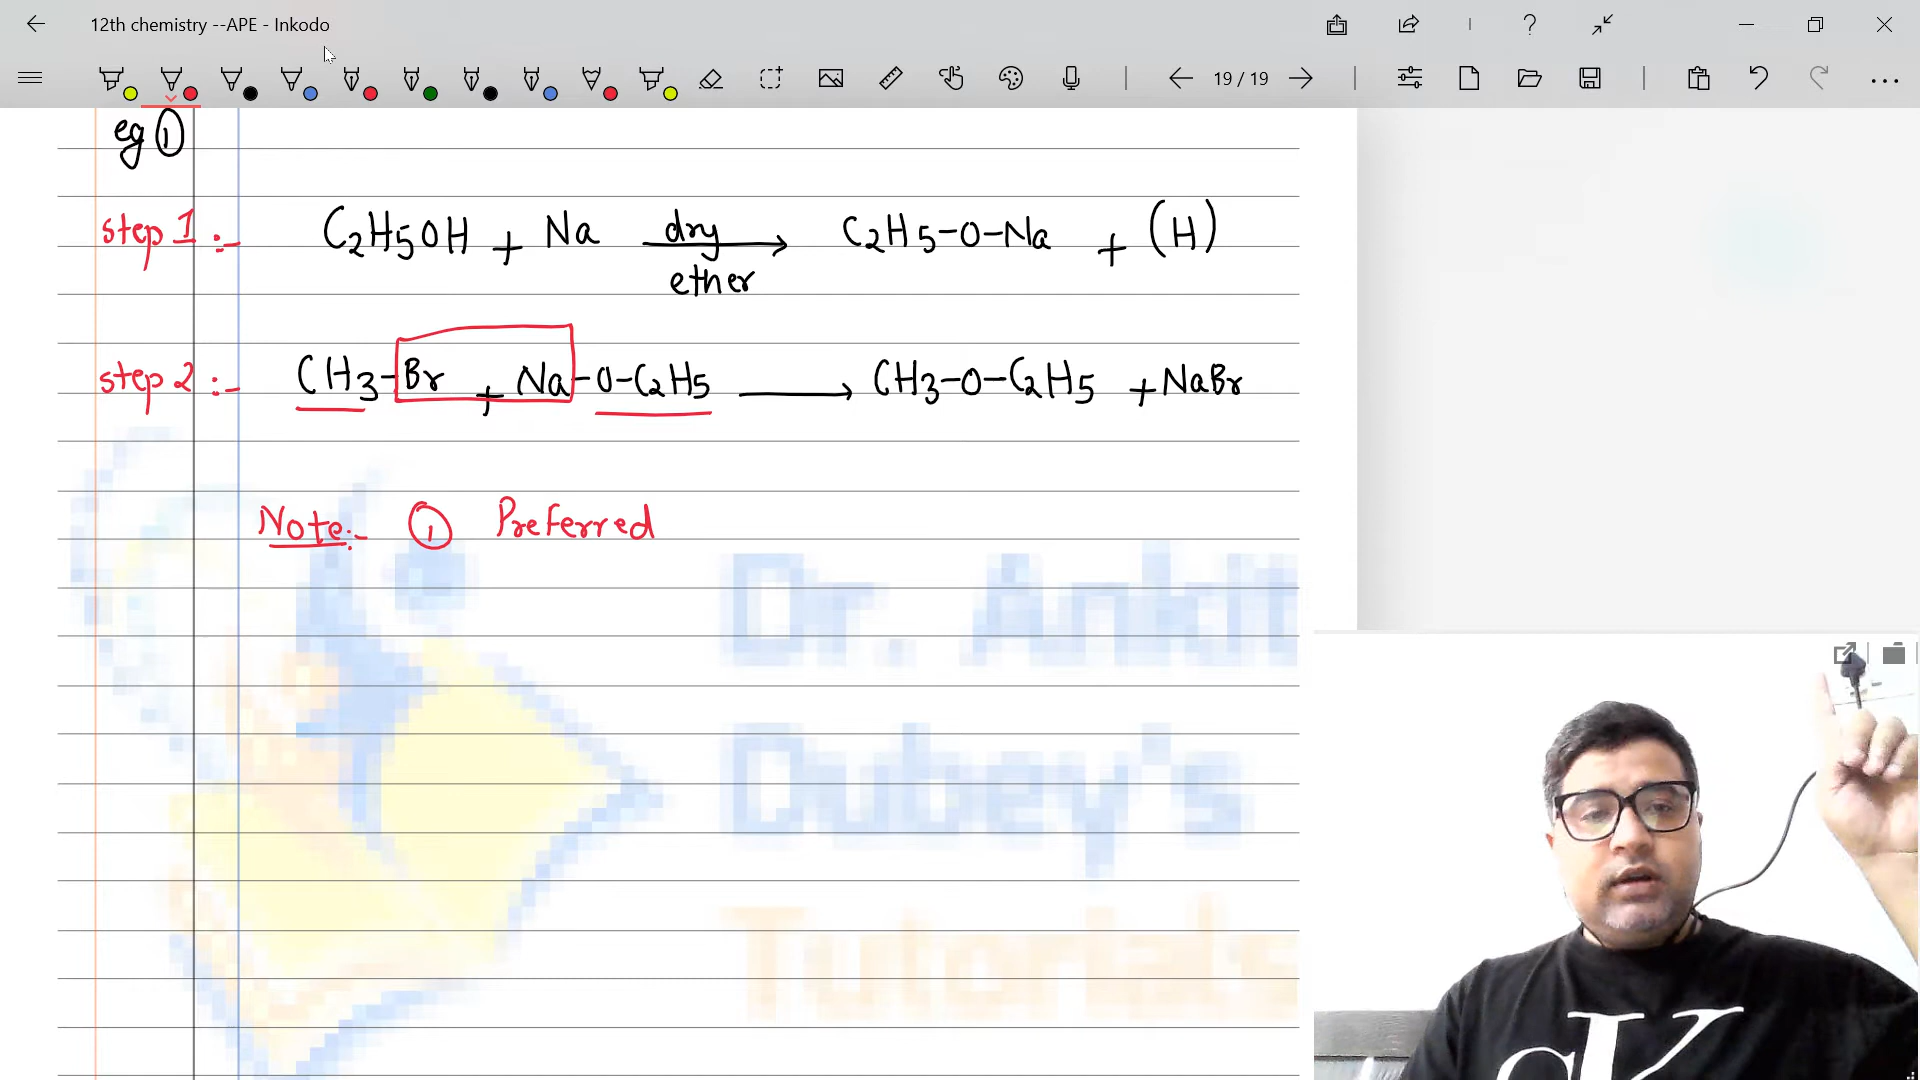 12th chemistry --APE - Inkodo
19 / 19
eg ①
step 1 :- C2H5OH + Na dry ether → C2H5-O-Na + (H)
step 2 :- CH3-Br + Na-O-C2H5 → CH3-O-C2H5 + NaBr
Note:- ① Preferred
Dr. Ankit
Dubey's
Tutorials
CK